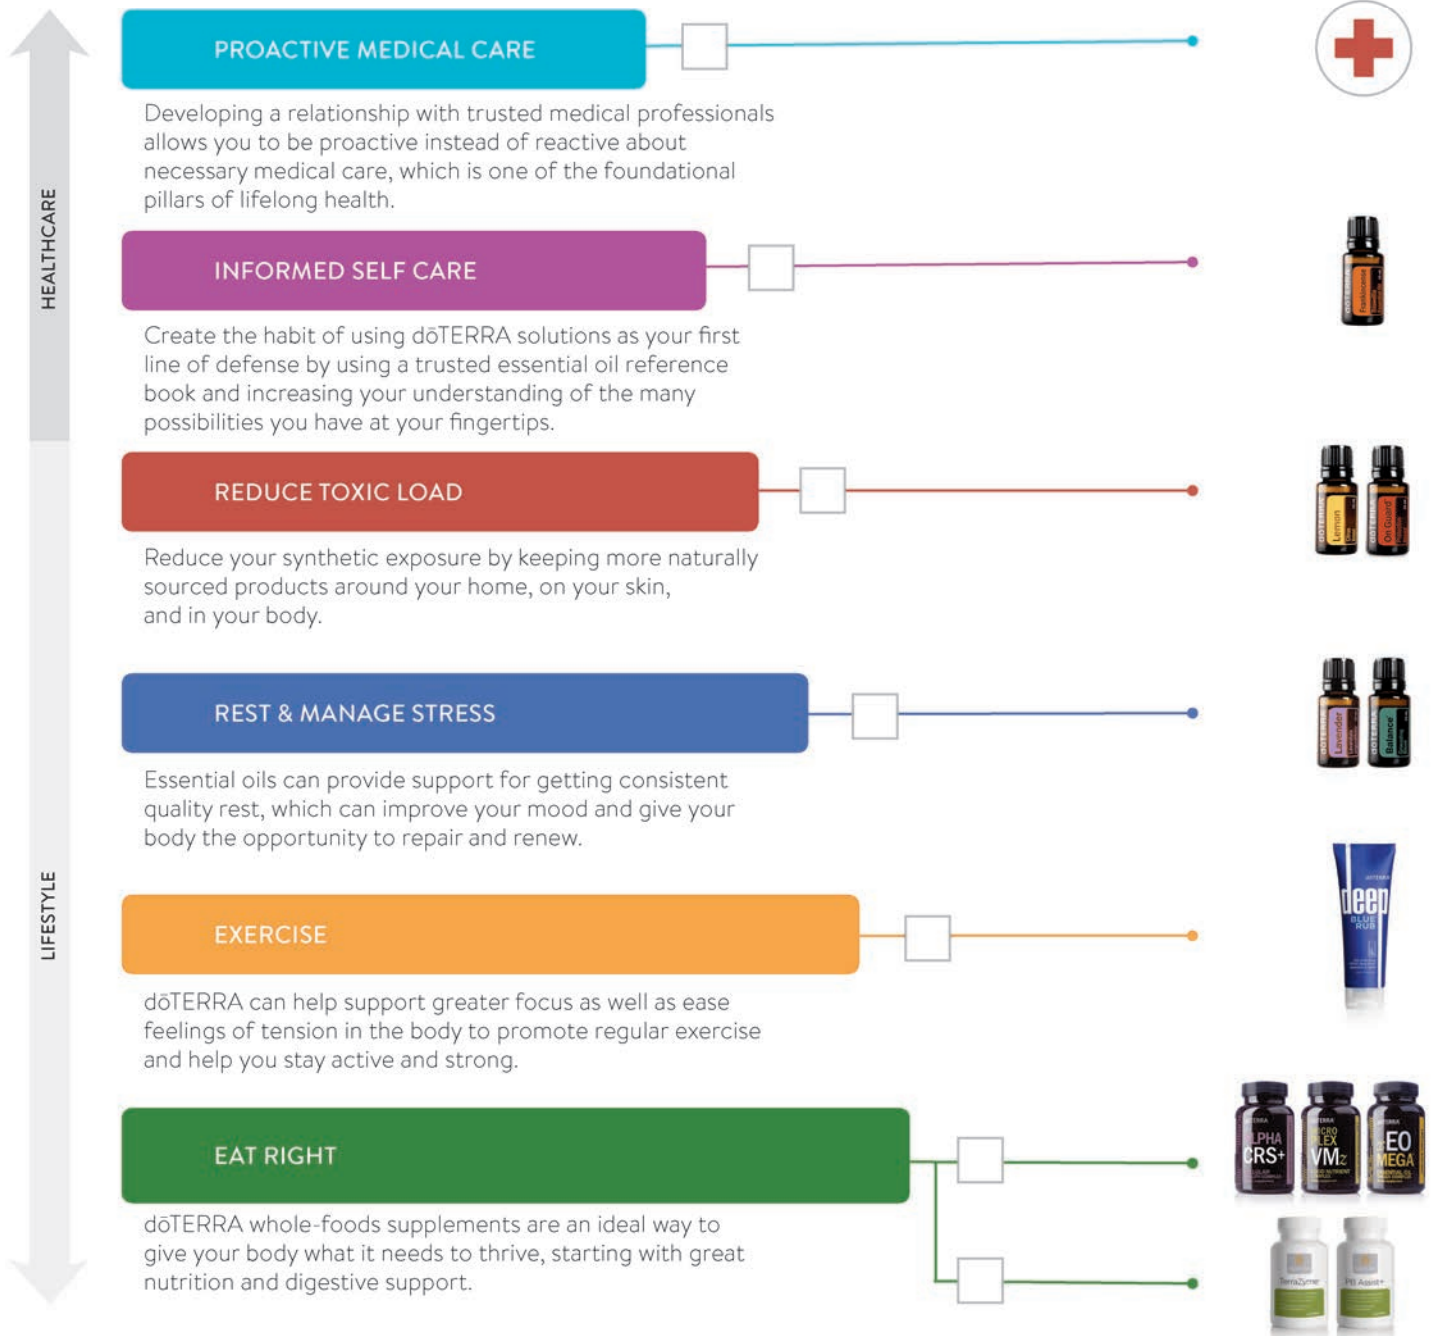 PROACTIVE MEDICAL CARE
Developing a relationship with trusted medical professionals
allows you to be proactive instead of reactive about
necessary medical care, which is one of the foundational
pillars of lifelong health.
HEALTHCARE
INFORMED SELF CARE
Create the habit of using dōTERRA solutions as your first
line of defense by using a trusted essential oil reference
book and increasing your understanding of the many
possibilities you have at your fingertips.
dōTERRA
Frankincense
REDUCE TOXIC LOAD
Reduce your synthetic exposure by keeping more naturally
sourced products around your home, on your skin,
and in your body.
Lemon
On Guard
REST & MANAGE STRESS
Essential oils can provide support for getting consistent
quality rest, which can improve your mood and give your
body the opportunity to repair and renew.
Lavender
Balance
LIFESTYLE
EXERCISE
dōTERRA can help support greater focus as well as ease
feelings of tension in the body to promote regular exercise
and help you stay active and strong.
deep
BLUE
RUB
EAT RIGHT
dōTERRA whole-foods supplements are an ideal way to
give your body what it needs to thrive, starting with great
nutrition and digestive support.
CRS+
VMz
EO
MEGA
TerraZyme
PB Assist+